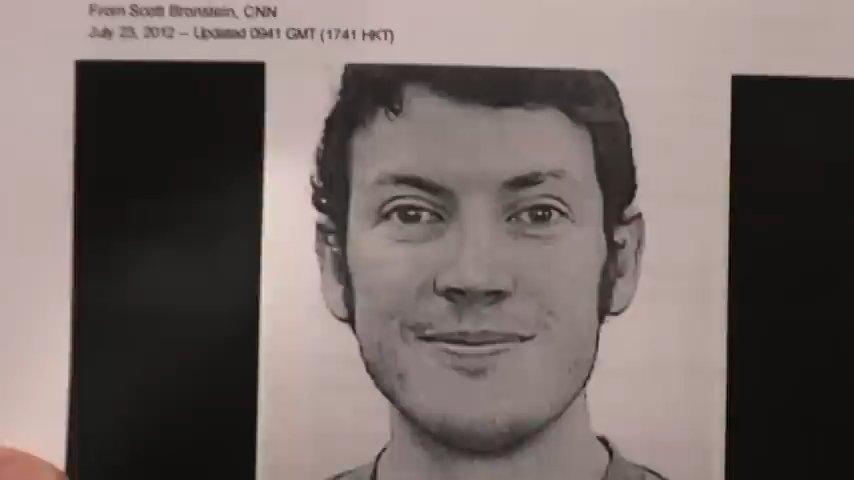 From Scott Bronstein, CNN
July 23, 2012 -- Updated 0941 GMT (1741 HKT)